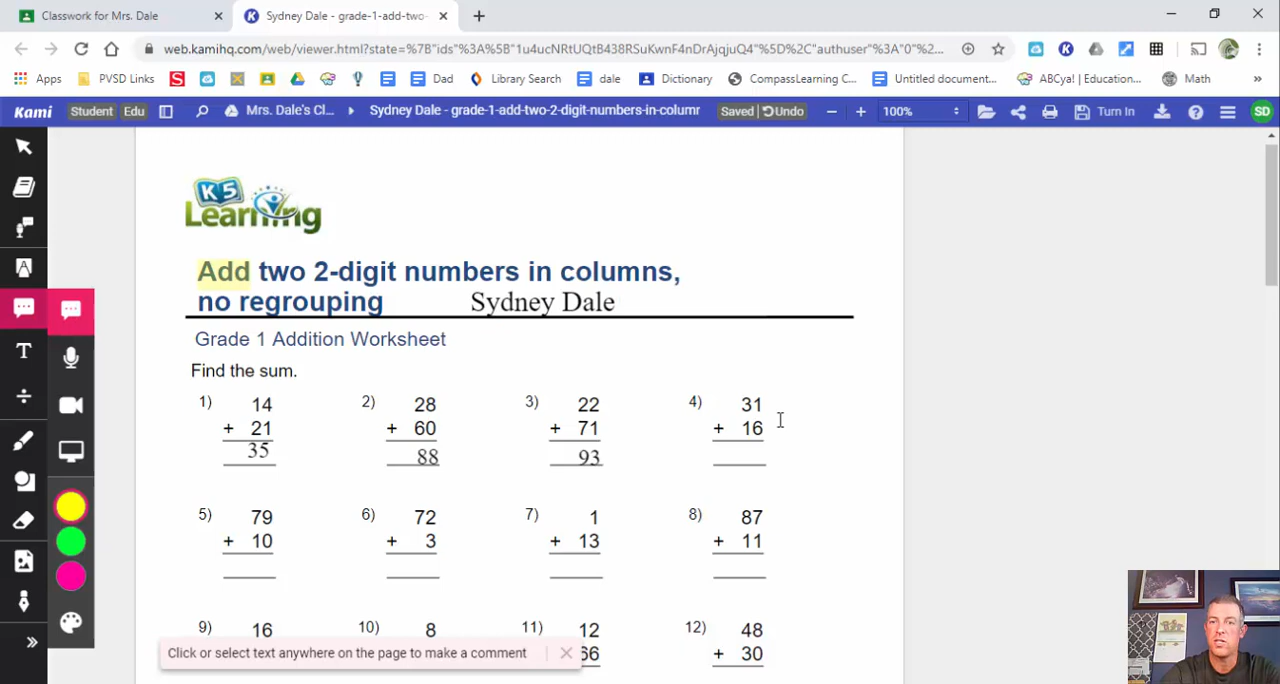 Classwork for Mrs. Dale
Sydney Dale - grade-1-add-two-
web.kamihq.com/web/viewer.html?state=%7B"ids"%3A%5B"1u4ucNRtUQtB438RSuKwnF4nDrAjqjuQ4"%5D%2C"authuser"%3A"0"%2C"...
Apps PVSD Links Dad Library Search dale Dictionary CompassLearning C... Untitled document... ABCya! | Education... Math »
Kami Student Edu Mrs. Dale's Cl... Sydney Dale - grade-1-add-two-2-digit-numbers-in-column Saved | Undo 100% Turn In SD
K5
Learning
Add two 2-digit numbers in columns,
no regrouping Sydney Dale
Grade 1 Addition Worksheet
Find the sum.
1) 14 2) 28 3) 22 4) 31
+ 21 + 60 + 71 + 16
35 88 93
5) 79 6) 72 7) 1 8) 87
+ 10 + 3 + 13 + 11
9) 16 10) 8 11) 12 12) 48
Click or select text anywhere on the page to make a comment 66 + 30